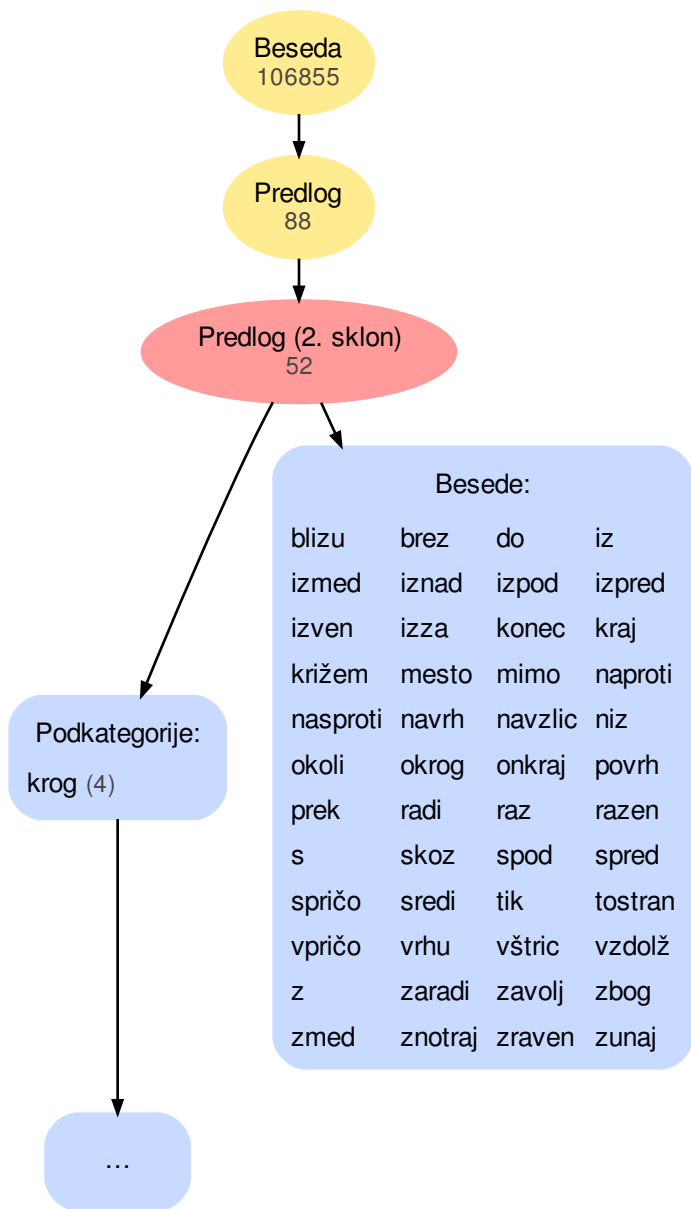 Beseda
106855
Predlog
88
Predlog (2. sklon)
52
Besede:
blizu brez do iz
izmed iznad izpod izpred
izven izza konec kraj
križem mesto mimo naproti
nasproti navrh navzlic niz
okoli okrog onkraj povrh
prek radi raz razen
s skoz spod spred
spričo sredi tik tostran
vpričo vrhu vštric vzdolž
z zaradi zavolj zbog
zmed znotraj zraven zunaj
Podkategorije:
krog (4)
…